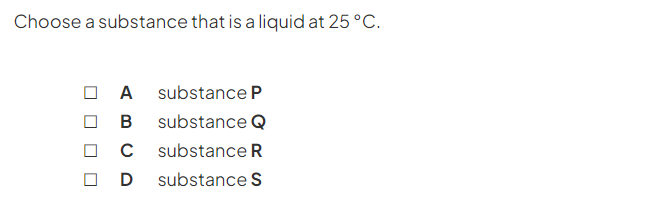 Choose a substance that is a liquid at 25 °C.
A substance P
B substance Q
C substance R
D substance S